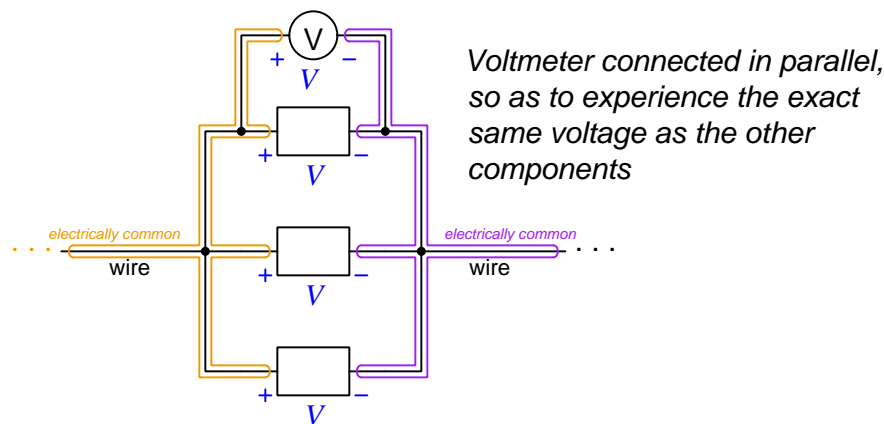 V
+ −
V
Voltmeter connected in parallel,
so as to experience the exact
same voltage as the other
components
+ −
V
electrically common
electrically common
. . .
. . .
wire
wire
+ −
V
+ −
V